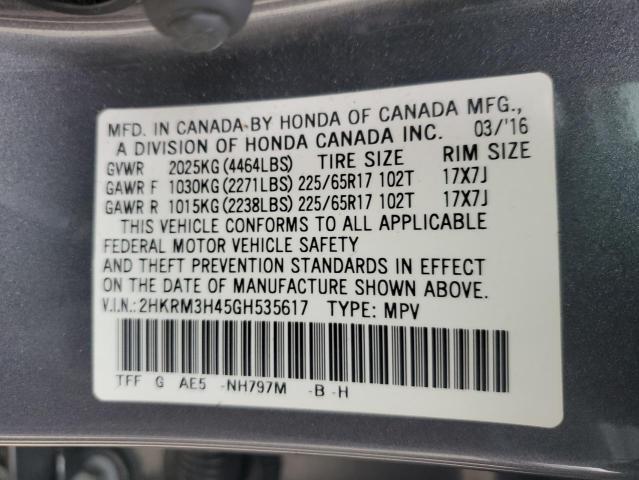 MFD. IN CANADA BY HONDA OF CANADA MFG.,
A DIVISION OF HONDA CANADA INC. 03/'16
GVWR 2025KG (4464LBS) TIRE SIZE RIM SIZE
GAWR F 1030KG (2271LBS) 225/65R17 102T 17X7J
GAWR R 1015KG (2238LBS) 225/65R17 102T 17X7J
THIS VEHICLE CONFORMS TO ALL APPLICABLE
FEDERAL MOTOR VEHICLE SAFETY
AND THEFT PREVENTION STANDARDS IN EFFECT
ON THE DATE OF MANUFACTURE SHOWN ABOVE.
V.I.N.: 2HKRM3H45GH535617 TYPE: MPV
TFF G AE5 -NH797M -B -H